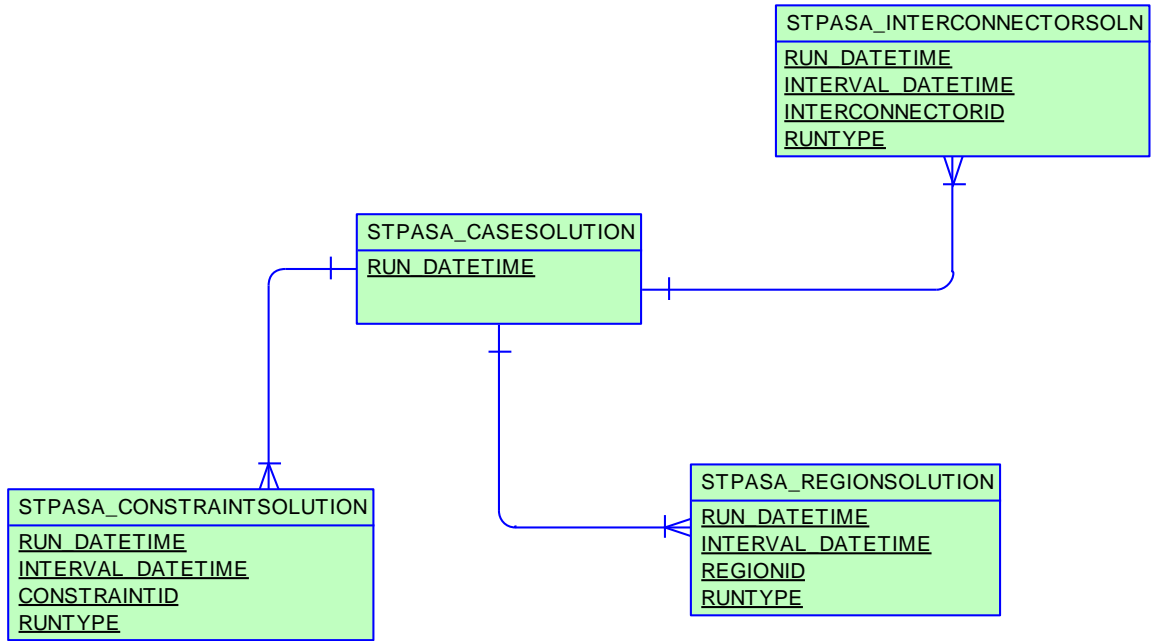 STPASA_INTERCONNECTORSOLN
RUN_DATETIME
INTERVAL_DATETIME
INTERCONNECTORID
RUNTYPE
STPASA_CASESOLUTION
RUN_DATETIME
STPASA_CONSTRAINTSOLUTION
RUN_DATETIME
INTERVAL_DATETIME
CONSTRAINTID
RUNTYPE
STPASA_REGIONSOLUTION
RUN_DATETIME
INTERVAL_DATETIME
REGIONID
RUNTYPE